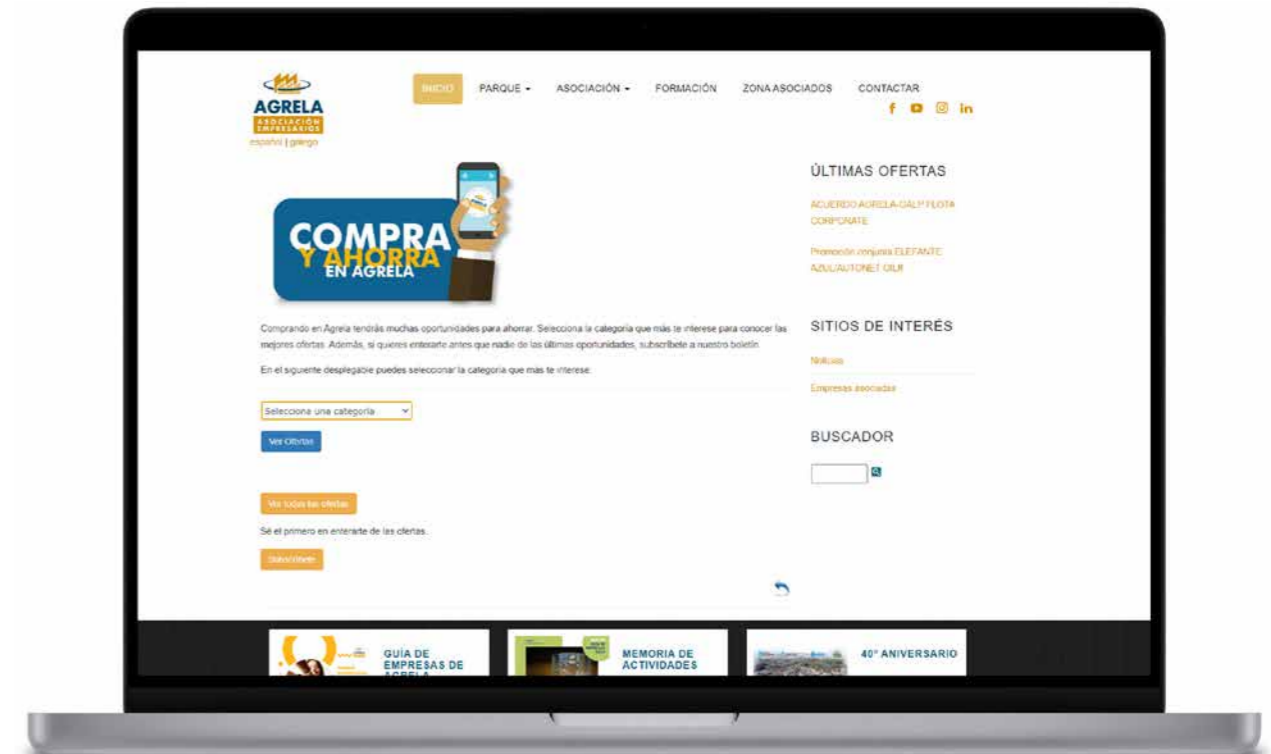 AGRELA
ASOCIACIÓN
EMPRESARIOS
español | galego
INICIO
PARQUE
ASOCIACIÓN
FORMACIÓN
ZONA ASOCIADOS
CONTACTAR
COMPRA
Y AHORRA
EN AGRELA
Comprando en Agrela tendrás muchas oportunidades para ahorrar. Selecciona la categoría que más te interese para conocer las
mejores ofertas. Además, si quieres enterarte antes que nadie de las últimas oportunidades, subscríbete a nuestro boletín.
En el siguiente desplegable puedes seleccionar la categoría que más te interese:
Selecciona una categoría
Ver Ofertas
Ver todas las ofertas
Sé el primero en enterarte de las ofertas.
Subscríbete
ÚLTIMAS OFERTAS
ACUERDO AGRELA-GALP FLOTA
CORPORATE
Promoción conjunta ELEFANTE
AZUL/AUTONET
SITIOS DE INTERÉS
Noticias
Empresas asociadas
BUSCADOR
GUÍA DE
EMPRESAS DE
AGRELA
MEMORIA DE
ACTIVIDADES
40º ANIVERSARIO